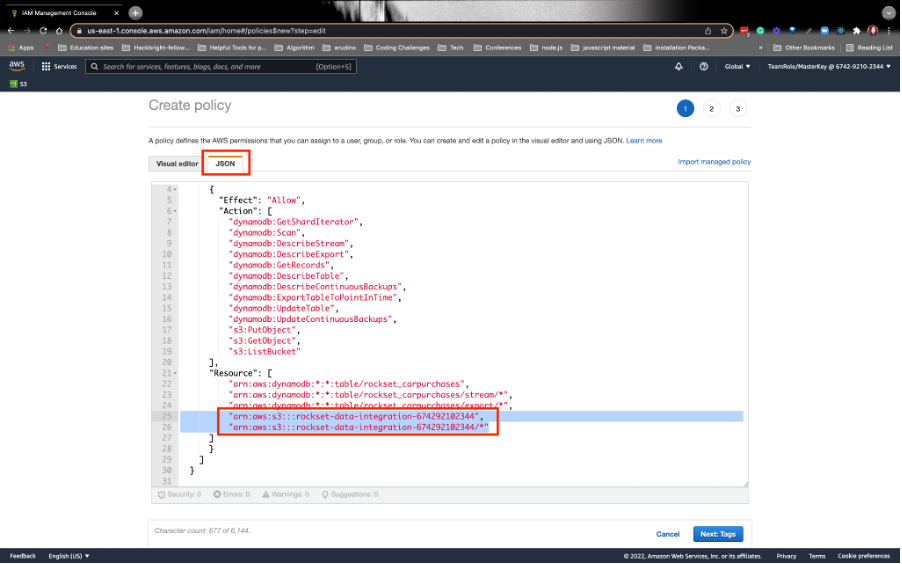 IAM Management Console
us-east-1.console.aws.amazon.com/iam/home#/policies$new?step=edit
Apps
Education sites
Hackbright-fellow...
Helpful Tools for p...
Algorithm
arudino
Coding Challenges
Tech
Conferences
node.js
javascript material
Installation Packa...
»
Other Bookmarks
Reading List
aws
Services
Search for services, features, blogs, docs, and more
[Option+S]
Global
TeamRole/MasterKey @ 6742-9210-2344
S3
Create policy
1
2
3
A policy defines the AWS permissions that you can assign to a user, group, or role. You can create and edit a policy in the visual editor and using JSON. Learn more
Visual editor
JSON
Import managed policy
4 {
5 "Effect": "Allow",
6 "Action": [
7 "dynamodb:GetShardIterator",
8 "dynamodb:Scan",
9 "dynamodb:DescribeStream",
10 "dynamodb:DescribeExport",
11 "dynamodb:GetRecords",
12 "dynamodb:DescribeTable",
13 "dynamodb:DescribeContinuousBackups",
14 "dynamodb:ExportTableToPointInTime",
15 "dynamodb:UpdateTable",
16 "dynamodb:UpdateContinuousBackups",
17 "s3:PutObject",
18 "s3:GetObject",
19 "s3:ListBucket"
20 ],
21 "Resource": [
22 "arn:aws:dynamodb:*:*:table/rockset_carpurchases",
23 "arn:aws:dynamodb:*:*:table/rockset_carpurchases/stream/*",
24 "arn:aws:dynamodb:*:*:table/rockset_carpurchases/export/*",
25 "arn:aws:s3:::rockset-data-integration-674292102344",
26 "arn:aws:s3:::rockset-data-integration-674292102344/*"
27 ]
28 }
29 ]
30 }
31
Security: 0
Errors: 0
Warnings: 0
Suggestions: 0
Character count: 677 of 6,144.
Cancel
Next: Tags
Feedback
English (US)
© 2022, Amazon Web Services, Inc. or its affiliates.
Privacy
Terms
Cookie preferences